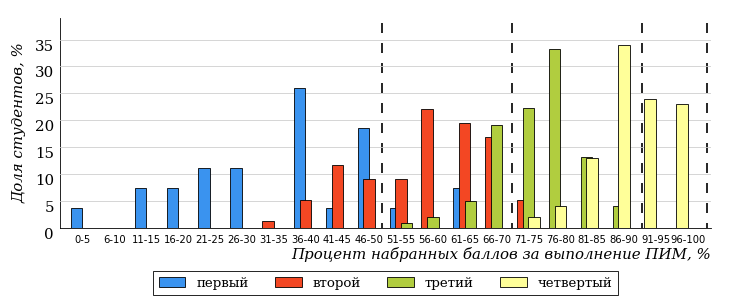 Доля студентов, %
35
30
25
20
15
10
5
0
0-5 6-10 11-15 16-20 21-25 26-30 31-35 36-40 41-45 46-50 51-55 56-60 61-65 66-70 71-75 76-80 81-85 86-90 91-95 96-100
Процент набранных баллов за выполнение ПИМ, %
первый второй третий четвертый